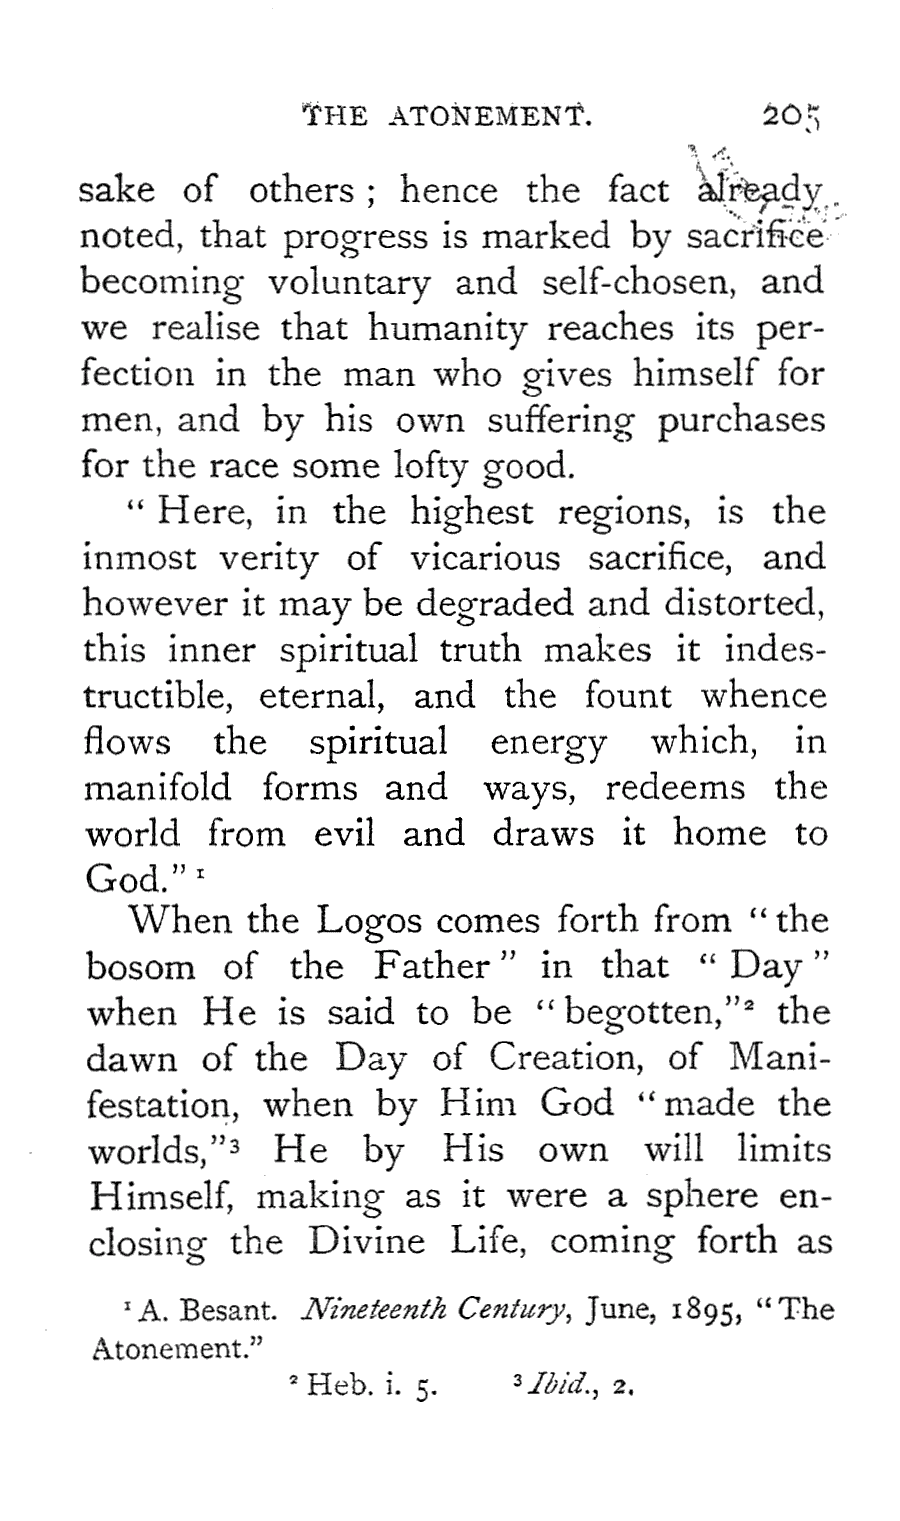 THE ATONEMENT. 205
sake of others ; hence the fact already
noted, that progress is marked by sacrifice
becoming voluntary and self-chosen, and
we realise that humanity reaches its per-
fection in the man who gives himself for
men, and by his own suffering purchases
for the race some lofty good.
“ Here, in the highest regions, is the
inmost verity of vicarious sacrifice, and
however it may be degraded and distorted,
this inner spiritual truth makes it indes-
tructible, eternal, and the fount whence
flows the spiritual energy which, in
manifold forms and ways, redeems the
world from evil and draws it home to
God.” ¹
When the Logos comes forth from “ the
bosom of the Father ” in that “ Day ”
when He is said to be “ begotten,”² the
dawn of the Day of Creation, of Mani-
festation, when by Him God “ made the
worlds,”³ He by His own will limits
Himself, making as it were a sphere en-
closing the Divine Life, coming forth as
¹ A. Besant. Nineteenth Century, June, 1895, “ The
Atonement.”
² Heb. i. 5. ³ Ibid., 2.